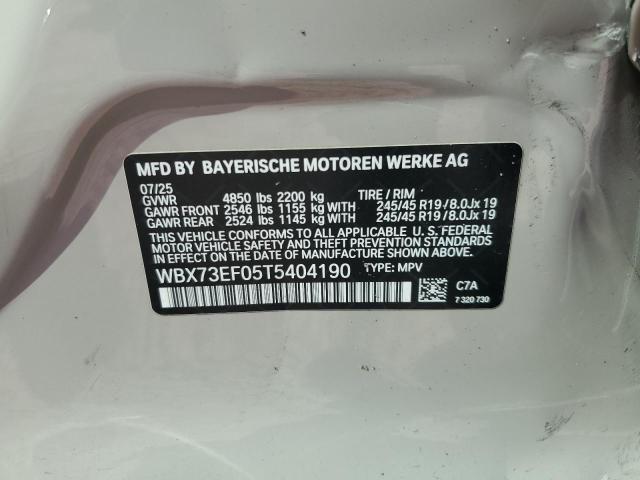 MFD BY BAYERISCHE MOTOREN WERKE AG
07/25
GVWR 4850 lbs 2200 kg TIRE / RIM
GAWR FRONT 2546 lbs 1155 kg 245/45 R19 / 8.0Jx 19
GAWR REAR 2524 lbs 1145 kg 245/45 R19 / 8.0Jx 19
THIS VEHICLE CONFORMS TO ALL APPLICABLE U.S. FEDERAL
MOTOR VEHICLE SAFETY, BUMPER AND THEFT PREVENTION STANDARDS
IN EFFECT ON THE DATE OF MANUFACTURE SHOWN ABOVE.
WBX73EF05T5404190 TYPE: MPV
C7A
7 320 730